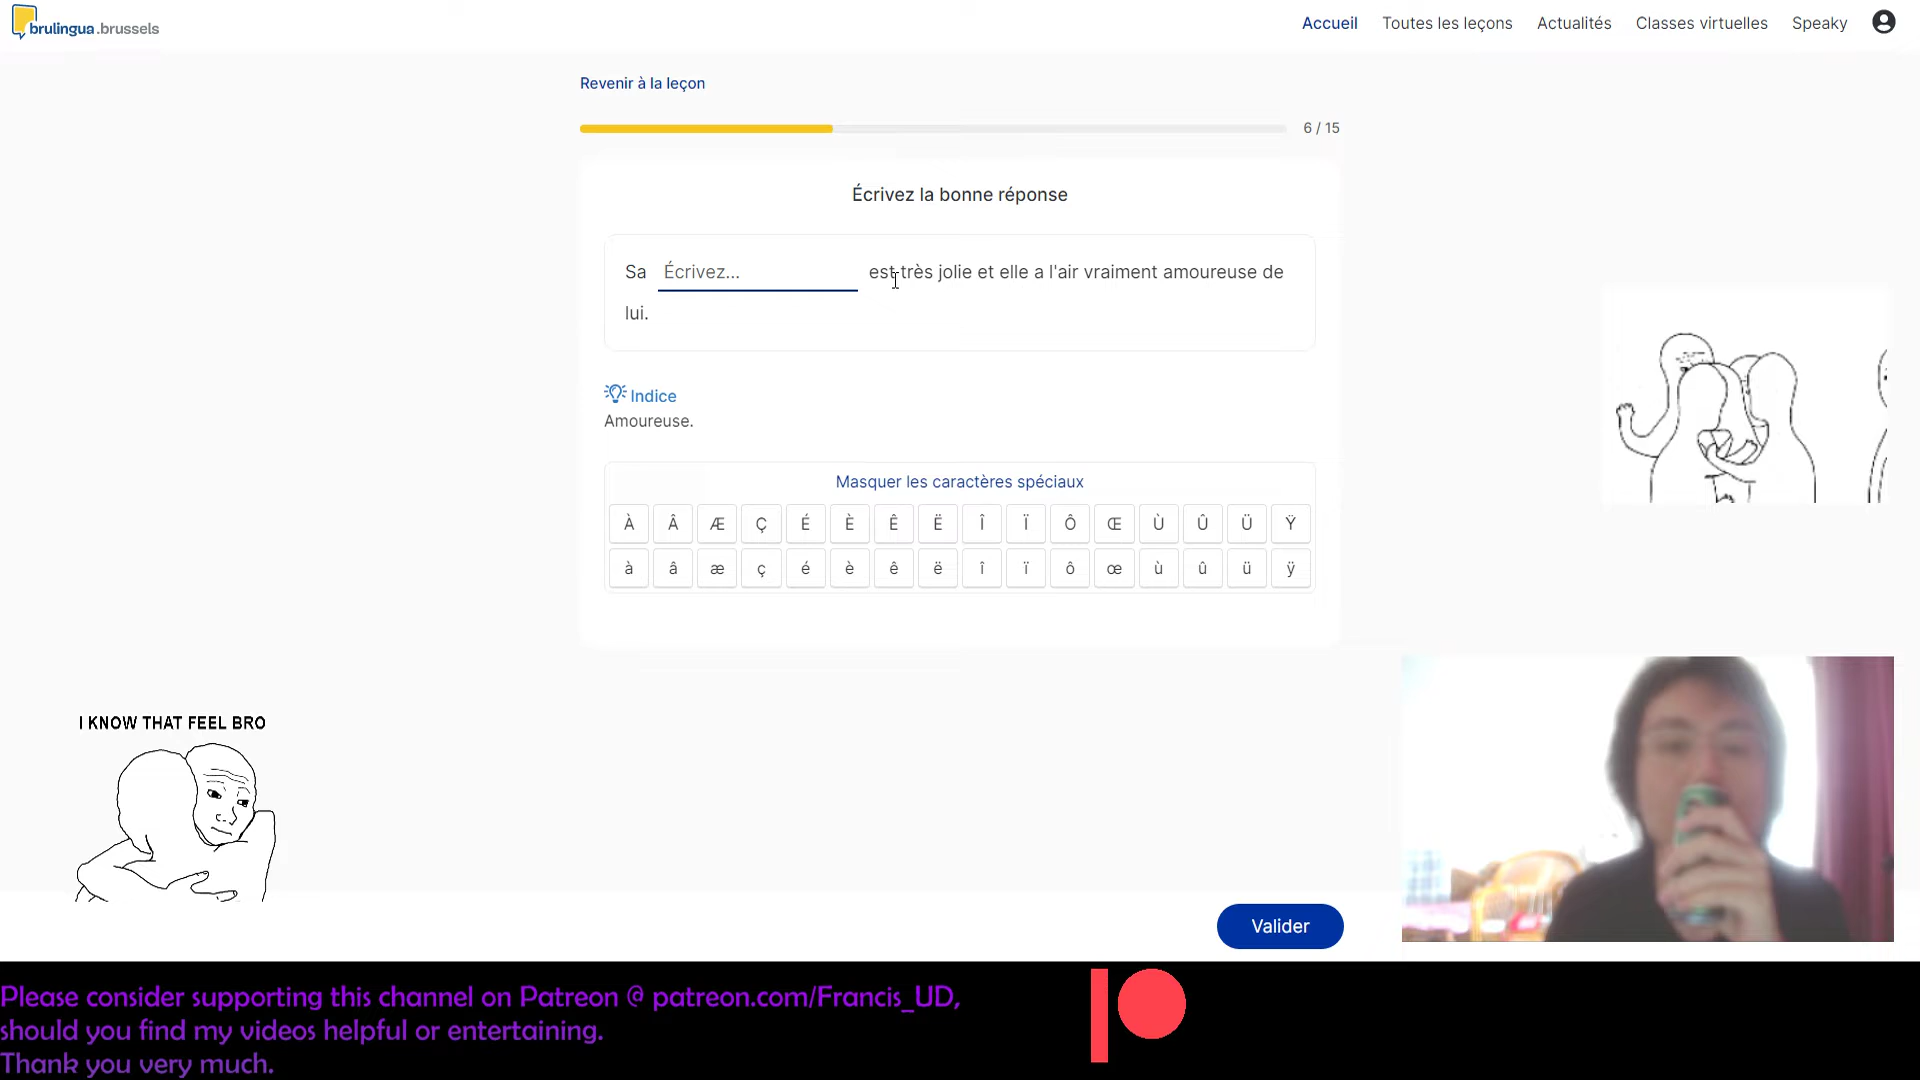 brulingua.brussels
Accueil
Toutes les leçons
Actualités
Classes virtuelles
Speaky
Revenir à la leçon
6 / 15
Écrivez la bonne réponse
Sa Écrivez... est très jolie et elle a l'air vraiment amoureuse de
lui.
Indice
Amoureuse.
Masquer les caractères spéciaux
À Â Æ Ç É È Ê Ë Î Ï Ô Œ Ù Û Ü Ÿ
à â æ ç é è ê ë î ï ô œ ù û ü ÿ
I KNOW THAT FEEL BRO
Valider
Please consider supporting this channel on Patreon @ patreon.com/Francis_UD,
should you find my videos helpful or entertaining.
Thank you very much.